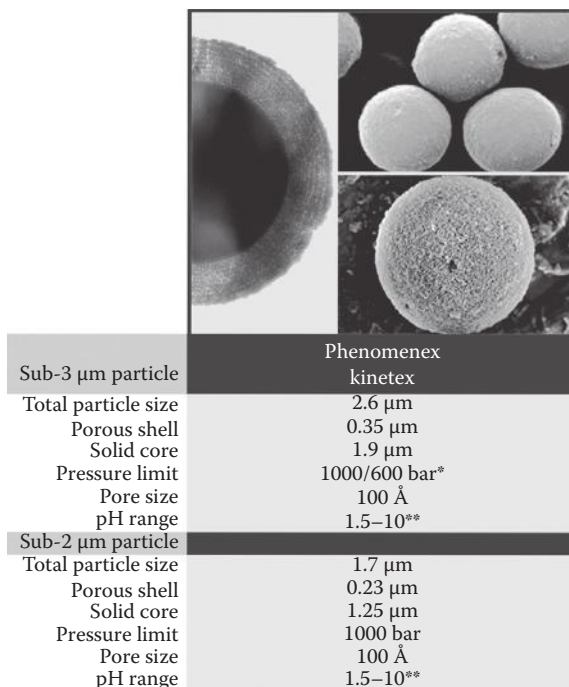 Phenomenex
Sub-3 µm particle kinetex
Total particle size 2.6 µm
Porous shell 0.35 µm
Solid core 1.9 µm
Pressure limit 1000/600 bar*
Pore size 100 Å
pH range 1.5–10**
Sub-2 µm particle
Total particle size 1.7 µm
Porous shell 0.23 µm
Solid core 1.25 µm
Pressure limit 1000 bar
Pore size 100 Å
pH range 1.5–10**